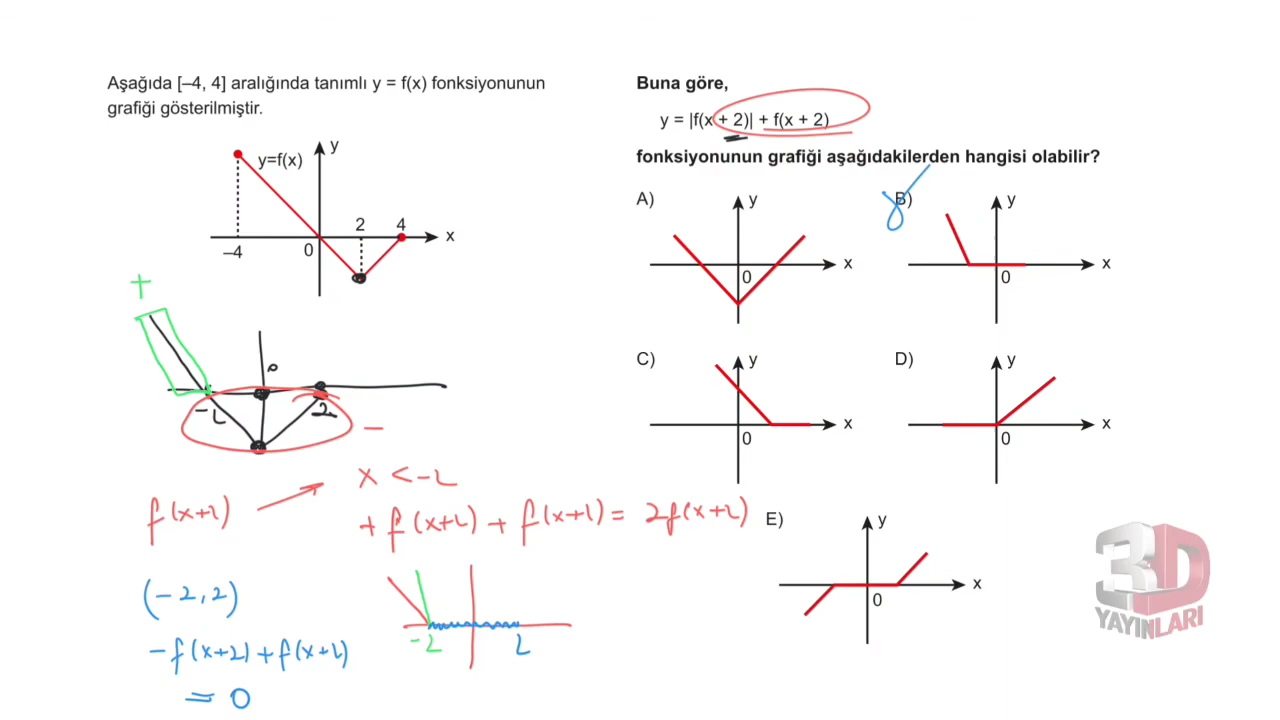 Aşağıda [–4, 4] aralığında tanımlı y = f(x) fonksiyonunun
grafiği gösterilmiştir.
y
y=f(x)
2
4
x
–4
0
+
0
-2
2
–
f(x+2)
x < -2
+f(x+2) + f(x+2) = 2f(x+2)
(-2, 2)
-f(x+2) + f(x+2)
= 0
-2
2
Buna göre,
y = |f(x + 2)| + f(x + 2)
fonksiyonunun grafiği aşağıdakilerden hangisi olabilir?
A)
y
x
0
B)
y
x
0
C)
y
x
0
D)
y
x
0
E)
y
x
0
3D
YAYINLARI